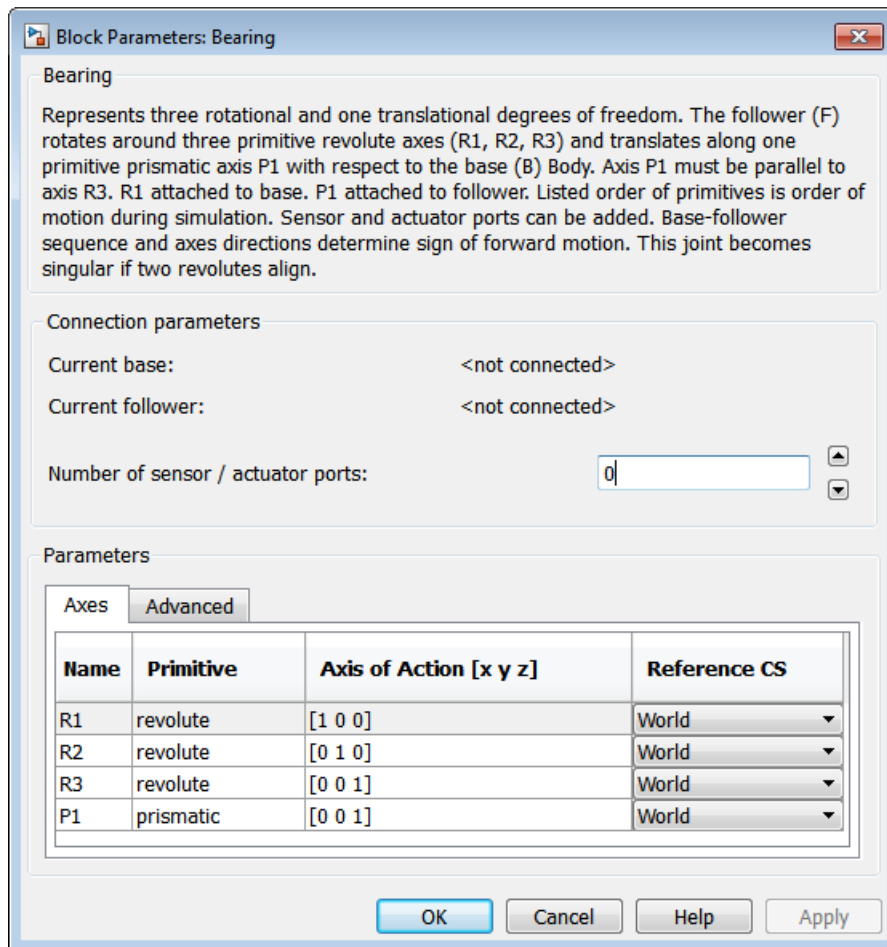 Block Parameters: Bearing
Bearing
Represents three rotational and one translational degrees of freedom. The follower (F)
rotates around three primitive revolute axes (R1, R2, R3) and translates along one
primitive prismatic axis P1 with respect to the base (B) Body. Axis P1 must be parallel to
axis R3. R1 attached to base. P1 attached to follower. Listed order of primitives is order of
motion during simulation. Sensor and actuator ports can be added. Base-follower
sequence and axes directions determine sign of forward motion. This joint becomes
singular if two revolutes align.
Connection parameters
Current base: <not connected>
Current follower: <not connected>
Number of sensor / actuator ports: 0
Parameters
Axes Advanced
Name Primitive Axis of Action [x y z] Reference CS
R1 revolute [1 0 0] World
R2 revolute [0 1 0] World
R3 revolute [0 0 1] World
P1 prismatic [0 0 1] World
OK Cancel Help Apply